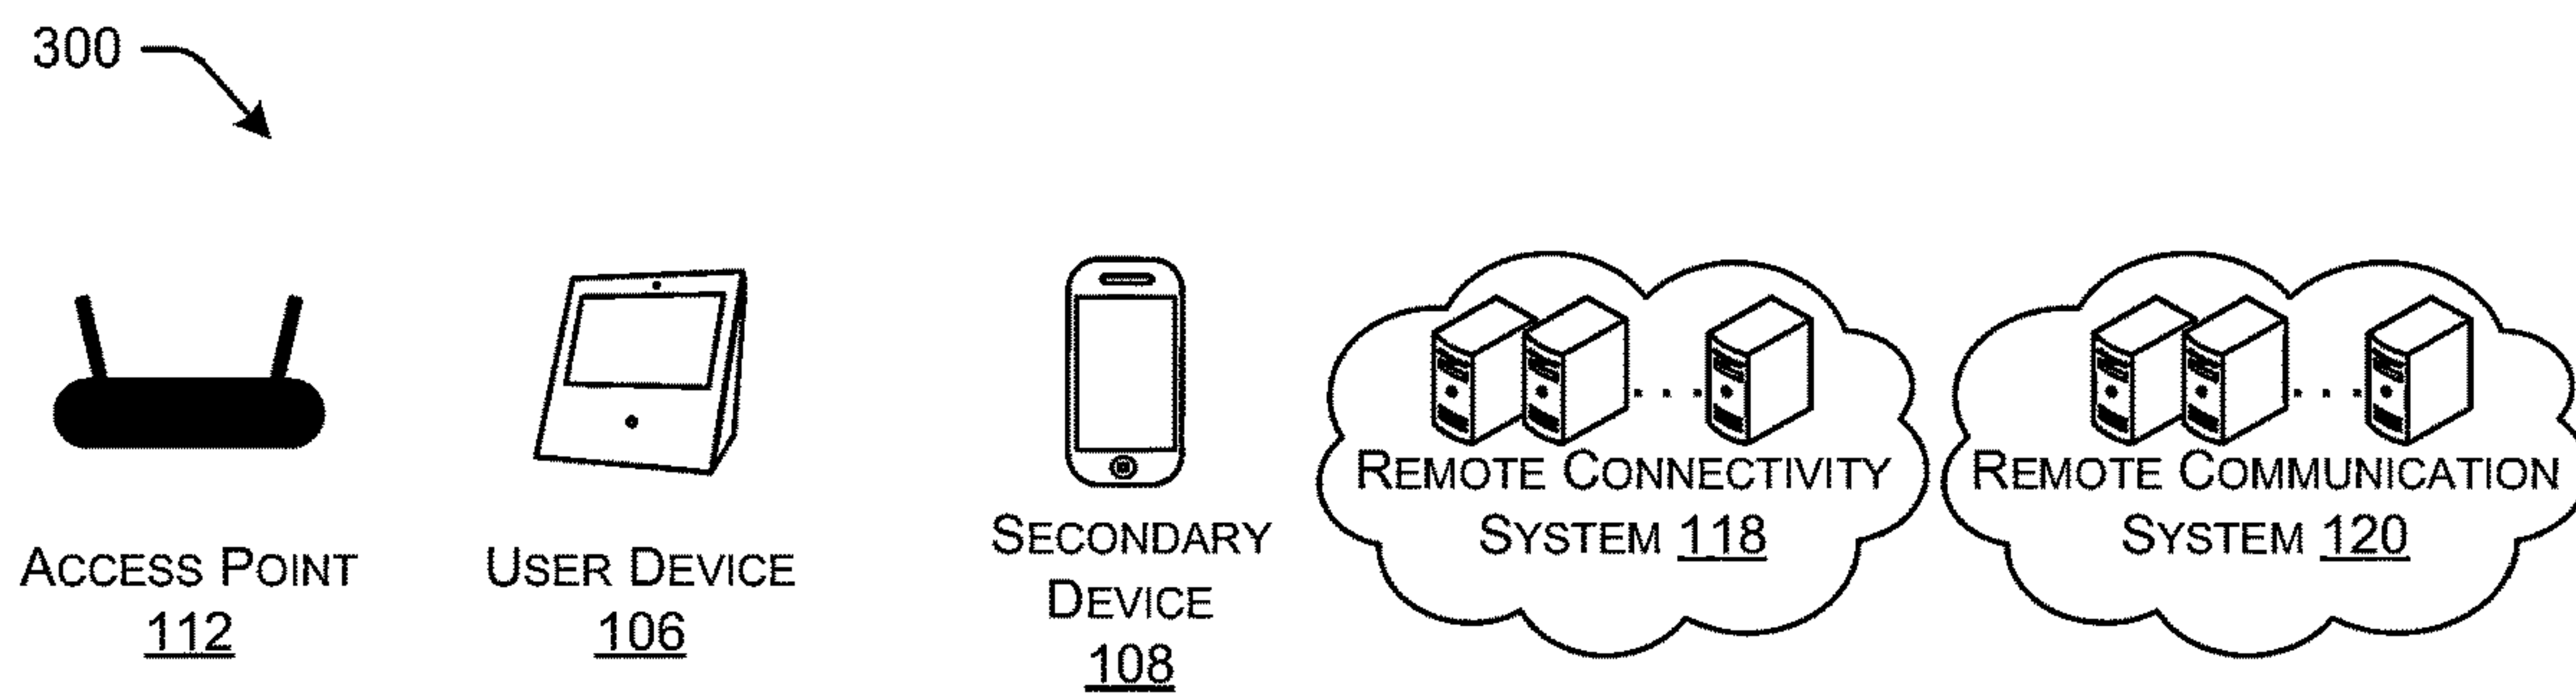 300
ACCESS POINT
112
USER DEVICE
106
SECONDARY
DEVICE
108
REMOTE CONNECTIVITY
SYSTEM 118
REMOTE COMMUNICATION
SYSTEM 120